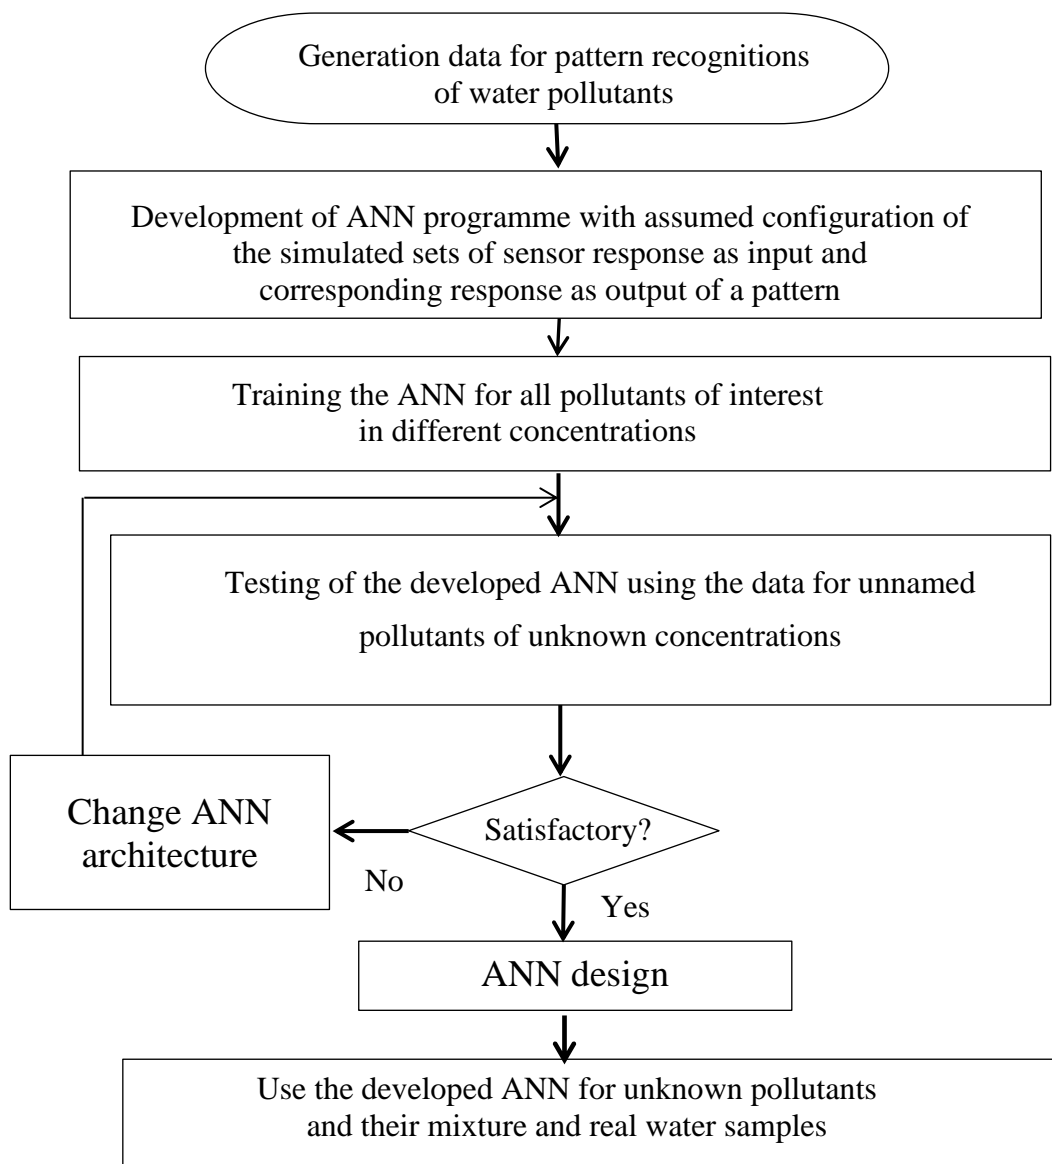 Generation data for pattern recognitions
of water pollutants
Development of ANN programme with assumed configuration of
the simulated sets of sensor response as input and
corresponding response as output of a pattern
Training the ANN for all pollutants of interest
in different concentrations
Testing of the developed ANN using the data for unnamed
pollutants of unknown concentrations
Change ANN
architecture
Satisfactory?
No
Yes
ANN design
Use the developed ANN for unknown pollutants
and their mixture and real water samples